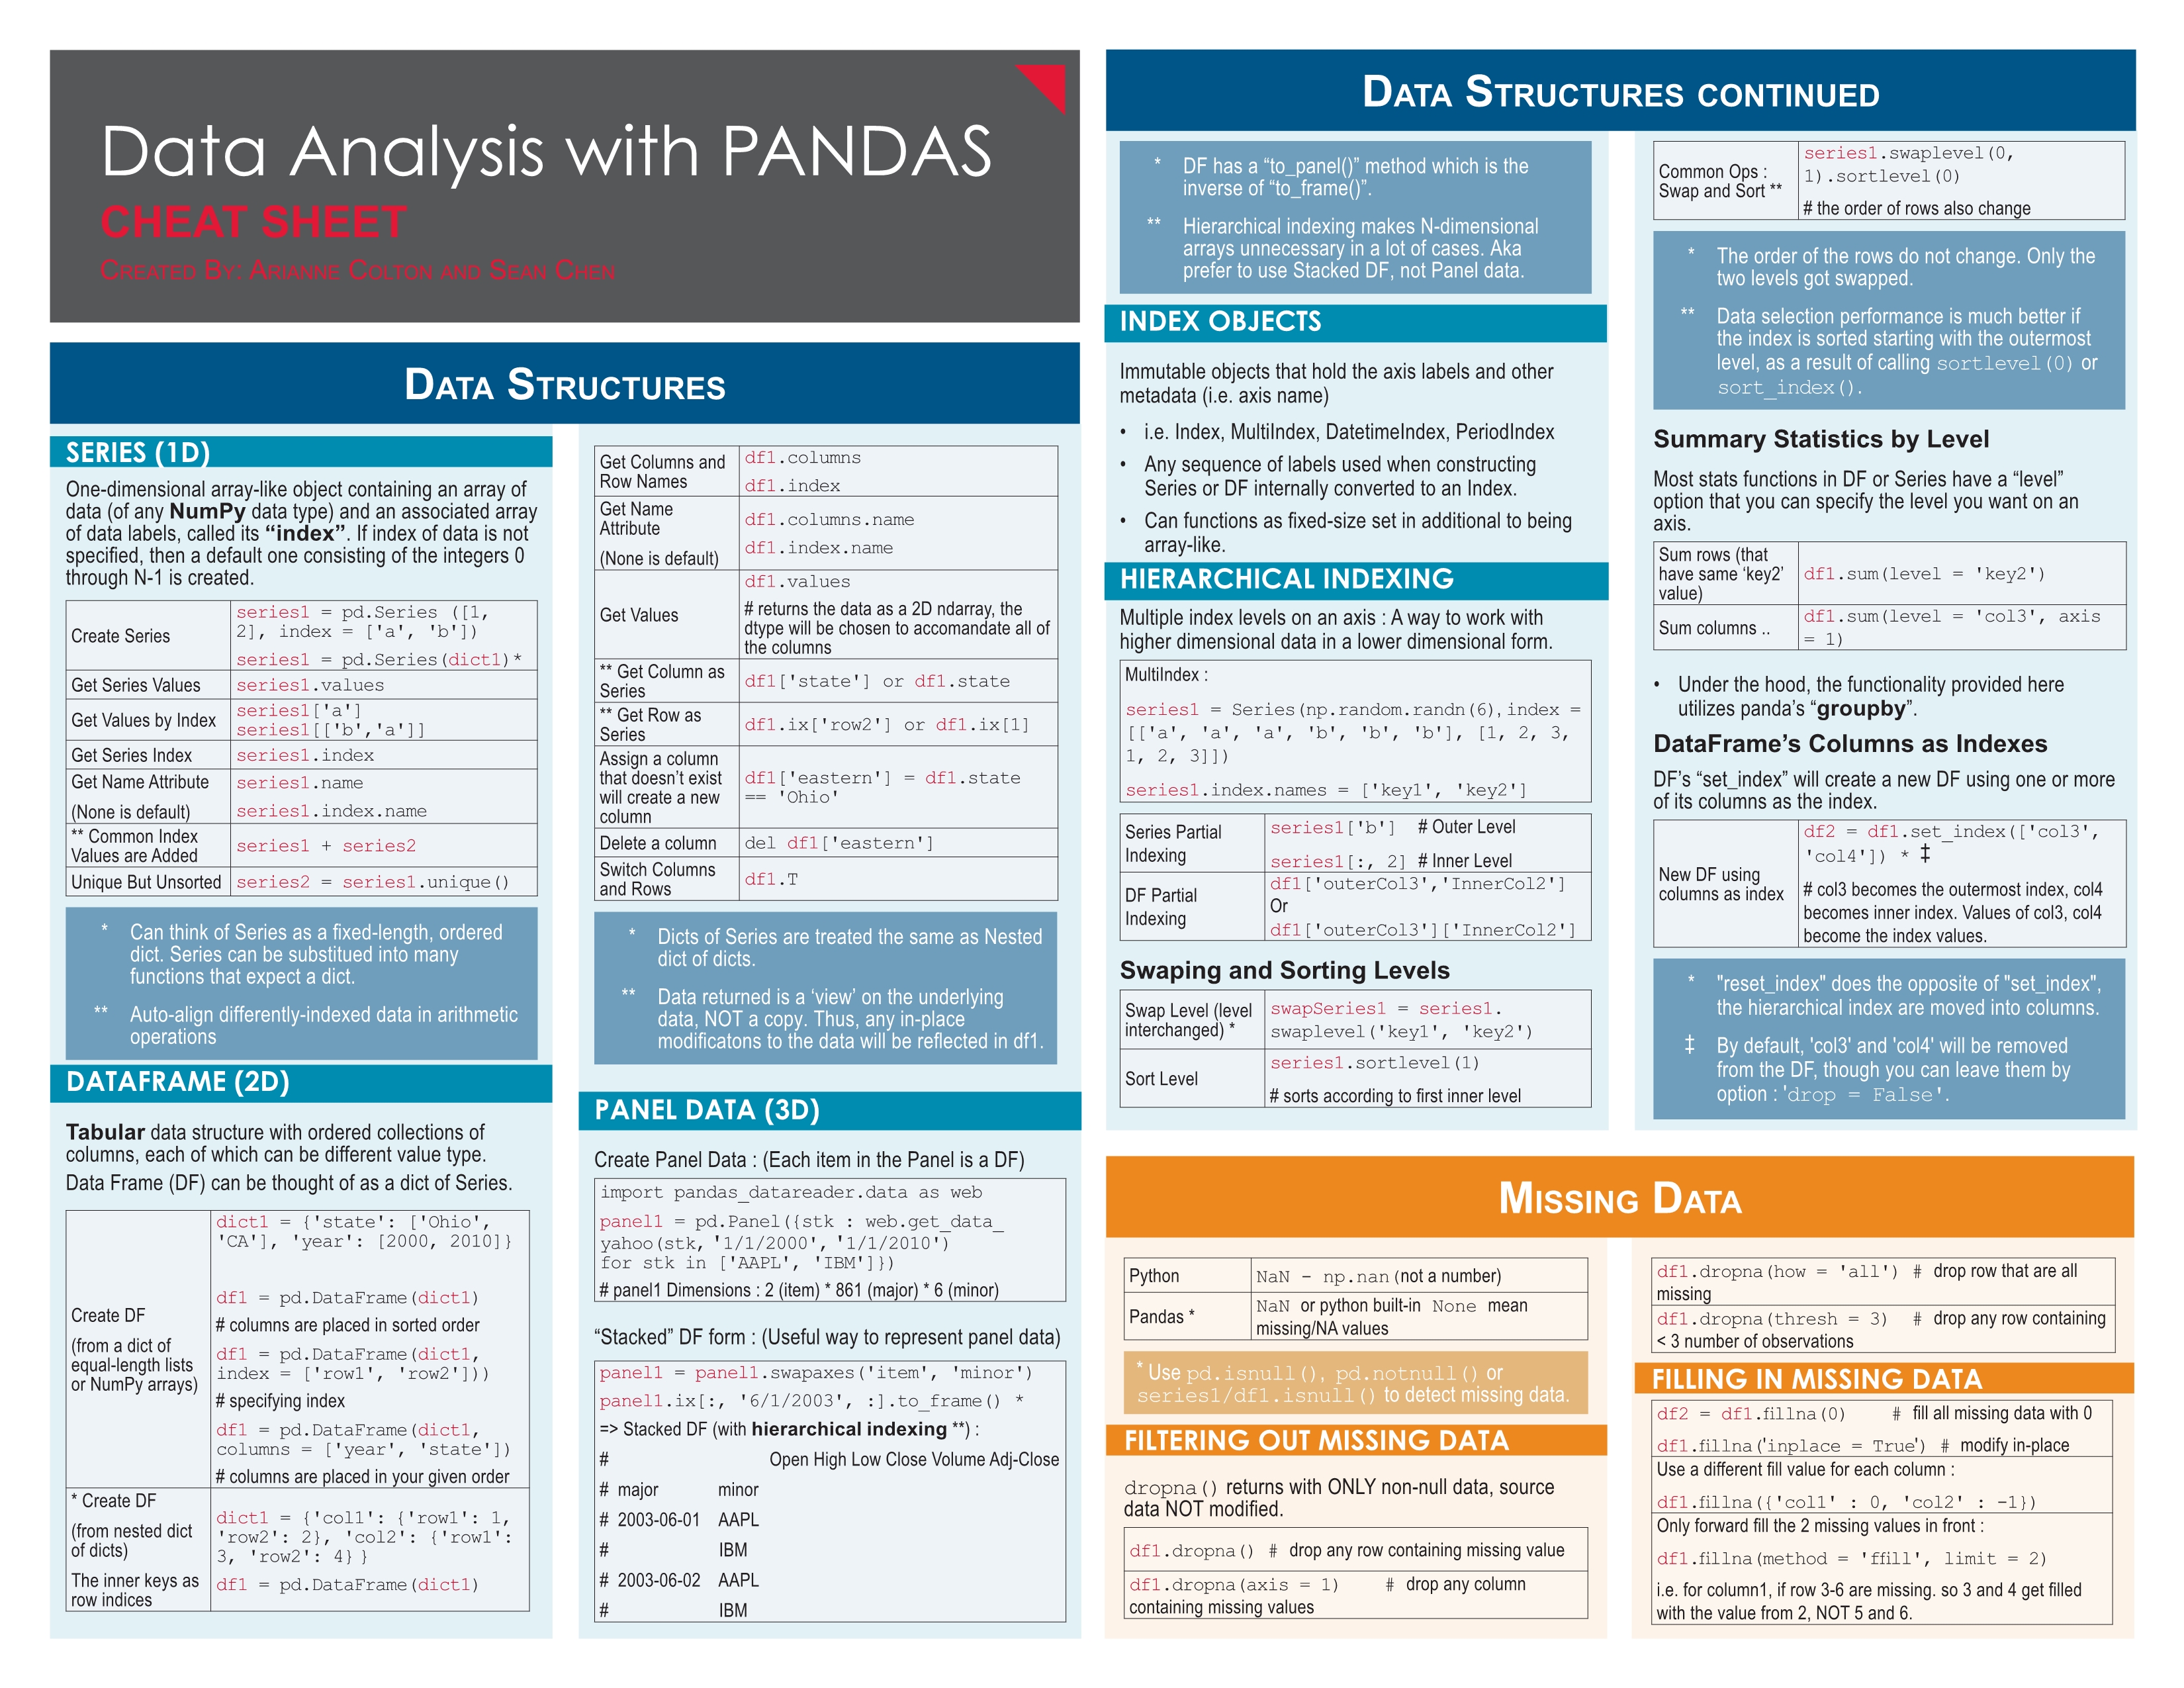 Data Analysis with PANDAS
CHEAT SHEET
Created By: Arianne Colton and Sean Chen
Data Structures
SERIES (1D)
One-dimensional array-like object containing an array of
data (of any NumPy data type) and an associated array
of data labels, called its “index”. If index of data is not
specified, then a default one consisting of the integers 0
through N-1 is created.
Create Series
series1 = pd.Series ([1,
2], index = ['a', 'b'])
series1 = pd.Series(dict1)*
Get Series Values
series1.values
Get Values by Index
series1['a']
series1[['b','a']]
Get Series Index
series1.index
Get Name Attribute
(None is default)
series1.name
series1.index.name
** Common Index
Values are Added
series1 + series2
Unique But Unsorted
series2 = series1.unique()
* Can think of Series as a fixed-length, ordered
dict. Series can be substitued into many
functions that expect a dict.
** Auto-align differently-indexed data in arithmetic
operations
DATAFRAME (2D)
Tabular data structure with ordered collections of
columns, each of which can be different value type.
Data Frame (DF) can be thought of as a dict of Series.
Create DF
(from a dict of
equal-length lists
or NumPy arrays)
dict1 = {'state': ['Ohio',
'CA'], 'year': [2000, 2010]}
df1 = pd.DataFrame(dict1)
# columns are placed in sorted order
df1 = pd.DataFrame(dict1,
index = ['row1', 'row2']))
# specifying index
df1 = pd.DataFrame(dict1,
columns = ['year', 'state'])
# columns are placed in your given order
* Create DF
(from nested dict
of dicts)
The inner keys as
row indices
dict1 = {'col1': {'row1': 1,
'row2': 2}, 'col2': {'row1':
3, 'row2': 4} }
df1 = pd.DataFrame(dict1)
Get Columns and
Row Names
df1.columns
df1.index
Get Name
Attribute
(None is default)
df1.columns.name
df1.index.name
Get Values
df1.values
# returns the data as a 2D ndarray, the
dtype will be chosen to accomandate all of
the columns
** Get Column as
Series
df1['state'] or df1.state
** Get Row as
Series
df1.ix['row2'] or df1.ix[1]
Assign a column
that doesn’t exist
will create a new
column
df1['eastern'] = df1.state
== 'Ohio'
Delete a column
del df1['eastern']
Switch Columns
and Rows
df1.T
* Dicts of Series are treated the same as Nested
dict of dicts.
** Data returned is a ‘view’ on the underlying
data, NOT a copy. Thus, any in-place
modificatons to the data will be reflected in df1.
PANEL DATA (3D)
Create Panel Data : (Each item in the Panel is a DF)
import pandas_datareader.data as web
panel1 = pd.Panel({stk : web.get_data_
yahoo(stk, '1/1/2000', '1/1/2010')
for stk in ['AAPL', 'IBM']})
# panel1 Dimensions : 2 (item) * 861 (major) * 6 (minor)
“Stacked” DF form : (Useful way to represent panel data)
panel1 = panel1.swapaxes('item', 'minor')
panel1.ix[:, '6/1/2003', :].to_frame() *
=> Stacked DF (with hierarchical indexing **) :
# Open High Low Close Volume Adj-Close
# major minor
# 2003-06-01 AAPL
# IBM
# 2003-06-02 AAPL
# IBM
Data Structures continued
* DF has a “to_panel()” method which is the
inverse of “to_frame()”.
** Hierarchical indexing makes N-dimensional
arrays unnecessary in a lot of cases. Aka
prefer to use Stacked DF, not Panel data.
INDEX OBJECTS
Immutable objects that hold the axis labels and other
metadata (i.e. axis name)
• i.e. Index, MultiIndex, DatetimeIndex, PeriodIndex
• Any sequence of labels used when constructing
Series or DF internally converted to an Index.
• Can functions as fixed-size set in additional to being
array-like.
HIERARCHICAL INDEXING
Multiple index levels on an axis : A way to work with
higher dimensional data in a lower dimensional form.
MultiIndex :
series1 = Series(np.random.randn(6), index =
[['a', 'a', 'a', 'b', 'b', 'b'], [1, 2, 3,
1, 2, 3]])
series1.index.names = ['key1', 'key2']
Series Partial
Indexing
series1['b'] # Outer Level
series1[:, 2] # Inner Level
DF Partial
Indexing
df1['outerCol3','InnerCol2']
Or
df1['outerCol3']['InnerCol2']
Swaping and Sorting Levels
Swap Level (level
interchanged) *
swapSeries1 = series1.
swaplevel('key1', 'key2')
Sort Level
series1.sortlevel(1)
# sorts according to first inner level
Common Ops :
Swap and Sort **
series1.swaplevel(0,
1).sortlevel(0)
# the order of rows also change
* The order of the rows do not change. Only the
two levels got swapped.
** Data selection performance is much better if
the index is sorted starting with the outermost
level, as a result of calling sortlevel(0) or
sort_index().
Summary Statistics by Level
Most stats functions in DF or Series have a “level”
option that you can specify the level you want on an
axis.
Sum rows (that
have same ‘key2’
value)
df1.sum(level = 'key2')
Sum columns ..
df1.sum(level = 'col3', axis
= 1)
• Under the hood, the functionality provided here
utilizes panda’s “groupby”.
DataFrame’s Columns as Indexes
DF’s “set_index” will create a new DF using one or more
of its columns as the index.
New DF using
columns as index
df2 = df1.set_index(['col3',
'col4']) * ‡
# col3 becomes the outermost index, col4
becomes inner index. Values of col3, col4
become the index values.
* "reset_index" does the opposite of "set_index",
the hierarchical index are moved into columns.
‡ By default, 'col3' and 'col4' will be removed
from the DF, though you can leave them by
option : 'drop = False'.
Missing Data
Python
NaN - np.nan(not a number)
Pandas *
NaN or python built-in None mean
missing/NA values
* Use pd.isnull(), pd.notnull() or
series1/df1.isnull() to detect missing data.
FILTERING OUT MISSING DATA
dropna() returns with ONLY non-null data, source
data NOT modified.
df1.dropna() # drop any row containing missing value
df1.dropna(axis = 1) # drop any column
containing missing values
df1.dropna(how = 'all') # drop row that are all
missing
df1.dropna(thresh = 3) # drop any row containing
< 3 number of observations
FILLING IN MISSING DATA
df2 = df1.fillna(0) # fill all missing data with 0
df1.fillna('inplace = True') # modify in-place
Use a different fill value for each column :
df1.fillna({'col1' : 0, 'col2' : -1})
Only forward fill the 2 missing values in front :
df1.fillna(method = 'ffill', limit = 2)
i.e. for column1, if row 3-6 are missing. so 3 and 4 get filled
with the value from 2, NOT 5 and 6.